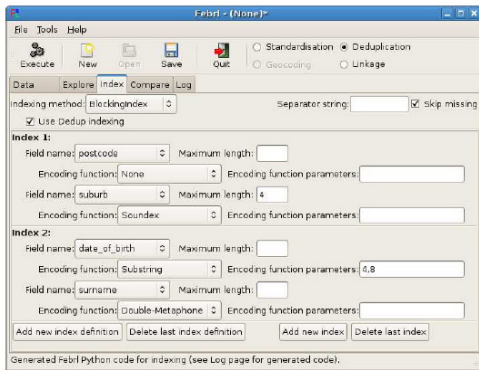 Febrl - (None)*
File Tools Help
Execute New Open Save Quit
Standardisation Deduplication
Geocoding Linkage
Data Explore Index Compare Log
Indexing method: BlockingIndex Separator string: Skip missing
Use Dedup indexing
Index 1:
Field name: postcode Maximum length:
Encoding function: None Encoding function parameters:
Field name: suburb Maximum length: 4
Encoding function: Soundex Encoding function parameters:
Index 2:
Field name: date_of_birth Maximum length:
Encoding function: Substring Encoding function parameters: 4,8
Field name: surname Maximum length:
Encoding function: Double-Metaphone Encoding function parameters:
Add new index definition Delete last index definition Add new index Delete last index
Generated Febrl Python code for indexing (see Log page for generated code).